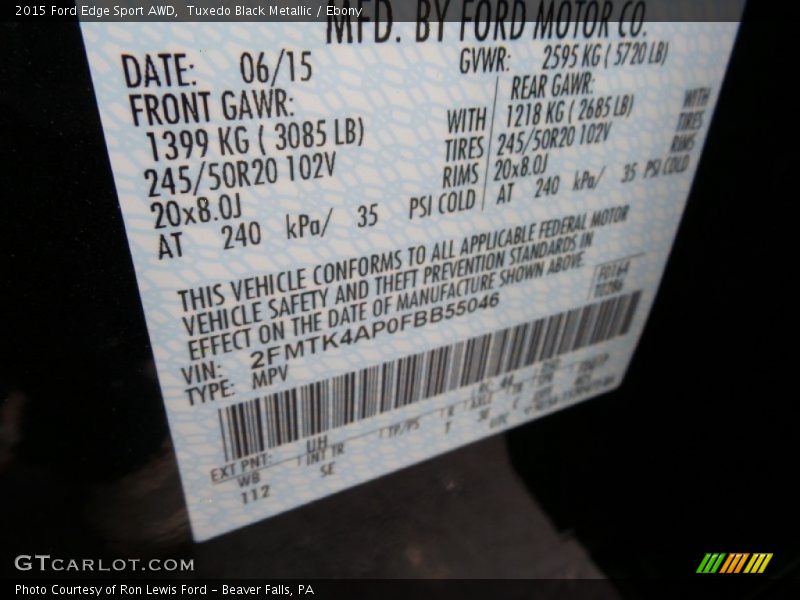 2015 Ford Edge Sport AWD, Tuxedo Black Metallic / Ebony
MFD. BY FORD MOTOR CO.
DATE: 06/15 GVWR: 2595 KG ( 5720 LB)
FRONT GAWR: REAR GAWR:
1399 KG ( 3085 LB) WITH 1218 KG ( 2685 LB) WITH
245/50R20 102V TIRES 245/50R20 102V TIRES
20x8.0J RIMS 20x8.0J RIMS
AT 240 kPa/ 35 PSI COLD AT 240 kPa/ 35 PSI COLD
THIS VEHICLE CONFORMS TO ALL APPLICABLE FEDERAL MOTOR
VEHICLE SAFETY AND THEFT PREVENTION STANDARDS IN
EFFECT ON THE DATE OF MANUFACTURE SHOWN ABOVE.
VIN: 2FMTK4AP0FBB55046
TYPE: MPV
EXT PNT: UH
WB INT TR TP/PS R AXLE
112 SE
GTCARLOT.COM
Photo Courtesy of Ron Lewis Ford – Beaver Falls, PA